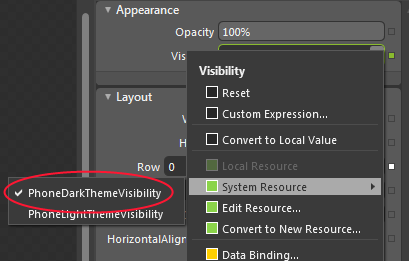 Appearance
Opacity 100%
Vis
Visibility
Reset
Layout
Custom Expression...
Convert to Local Value
Row 0
Local Resource
System Resource
PhoneDarkThemeVisibility
Edit Resource...
PhoneLightThemeVisibility
Convert to New Resource...
HorizontalAlign
Data Binding...